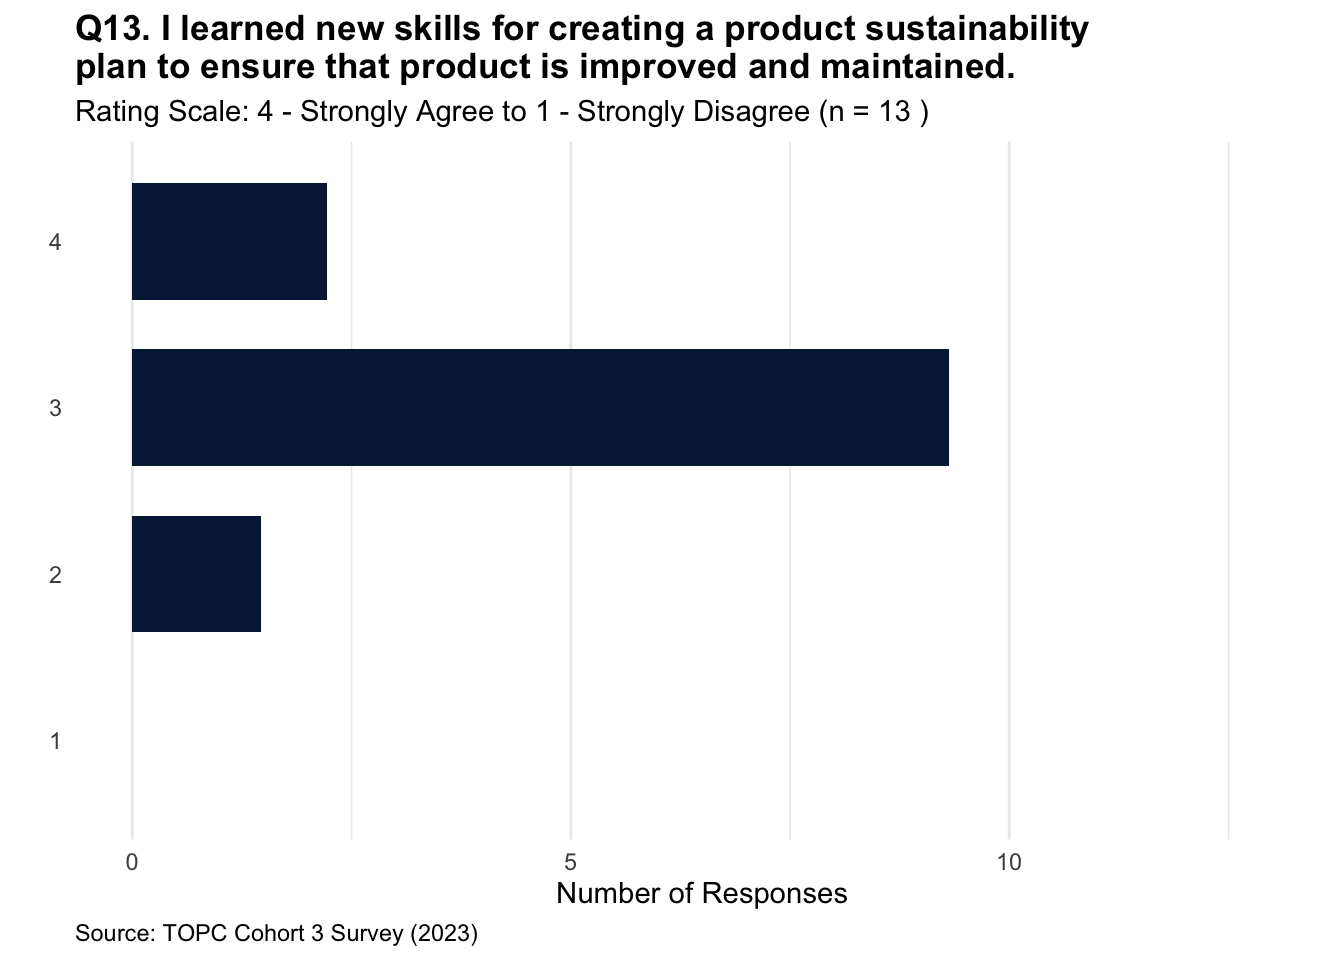 Q13. I learned new skills for creating a product sustainability
plan to ensure that product is improved and maintained.
Rating Scale: 4 - Strongly Agree to 1 - Strongly Disagree (n = 13 )
4
3
2
1
0 5 10
Number of Responses
Source: TOPC Cohort 3 Survey (2023)